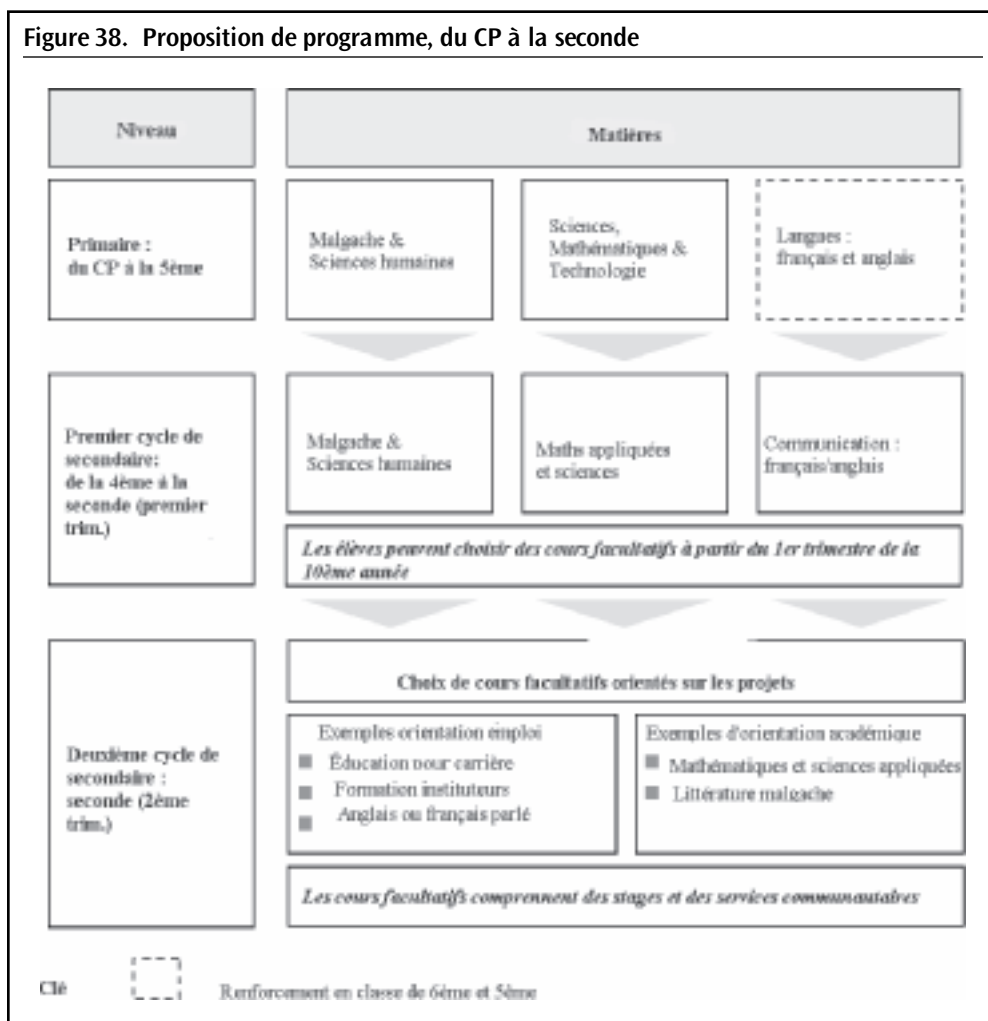 Figure 38. Proposition de programme, du CP à la seconde
Niveau
Matières
Primaire :
du CP à la 5ème
Malgache &
Sciences humaines
Sciences,
Mathématiques &
Technologie
Langues :
français et anglais
Premier cycle de
secondaire:
de la 4ème à la
seconde (premier
trim.)
Malgache &
Sciences humaines
Maths appliquées
et sciences
Communication :
français/anglais
Les élèves peuvent choisir des cours facultatifs à partir du 1er trimestre de la
10ème année
Deuxième cycle de
secondaire :
seconde (2ème
trim.)
Choix de cours facultatifs orientés sur les projets
Exemples orientation emploi
Éducation pour carrière
Formation instituteurs
Anglais ou français parlé
Exemples d'orientation académique
Mathématiques et sciences appliquées
Littérature malgache
Les cours facultatifs comprennent des stages et des services communautaires
Clé
Renforcement en classe de 6ème et 5ème